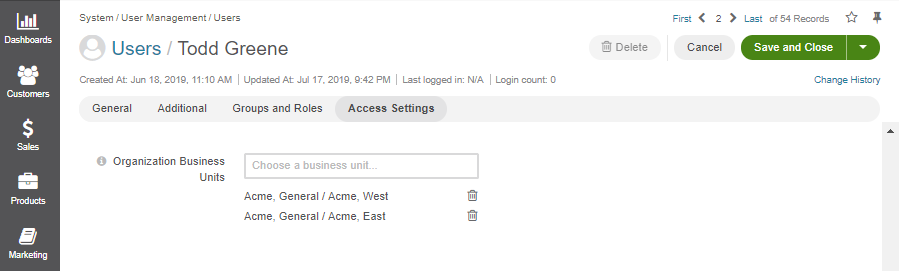 System / User Management / Users
First 2 Last of 54 Records
Users / Todd Greene
Delete
Cancel
Save and Close
Created At: Jun 18, 2019, 11:10 AM | Updated At: Jul 17, 2019, 9:42 PM | Last logged in: N/A | Login count: 0
Change History
General
Additional
Groups and Roles
Access Settings
Organization Business
Units
Choose a business unit...
Acme, General / Acme, West
Acme, General / Acme, East
Dashboards
Customers
Sales
Products
Marketing